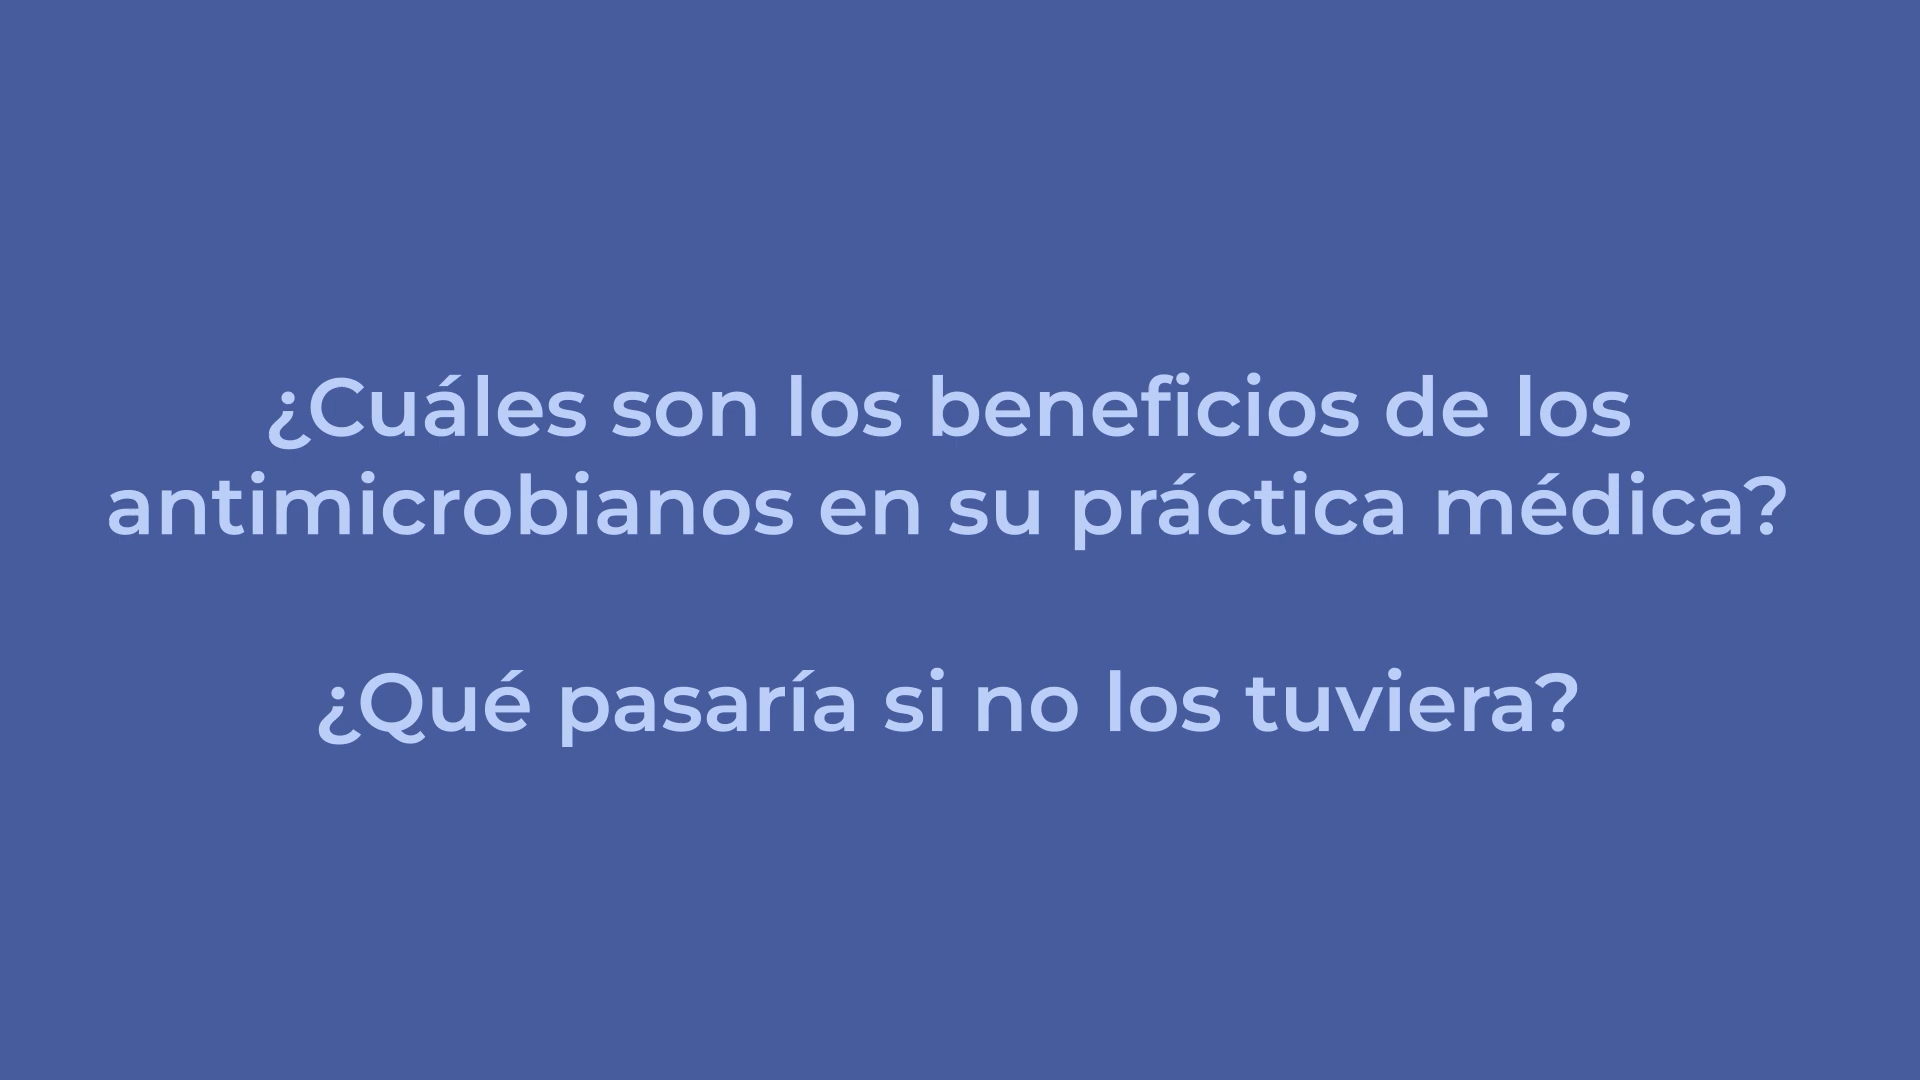 ¿Cuáles son los beneficios de los
antimicrobianos en su práctica médica?
¿Qué pasaría si no los tuviera?